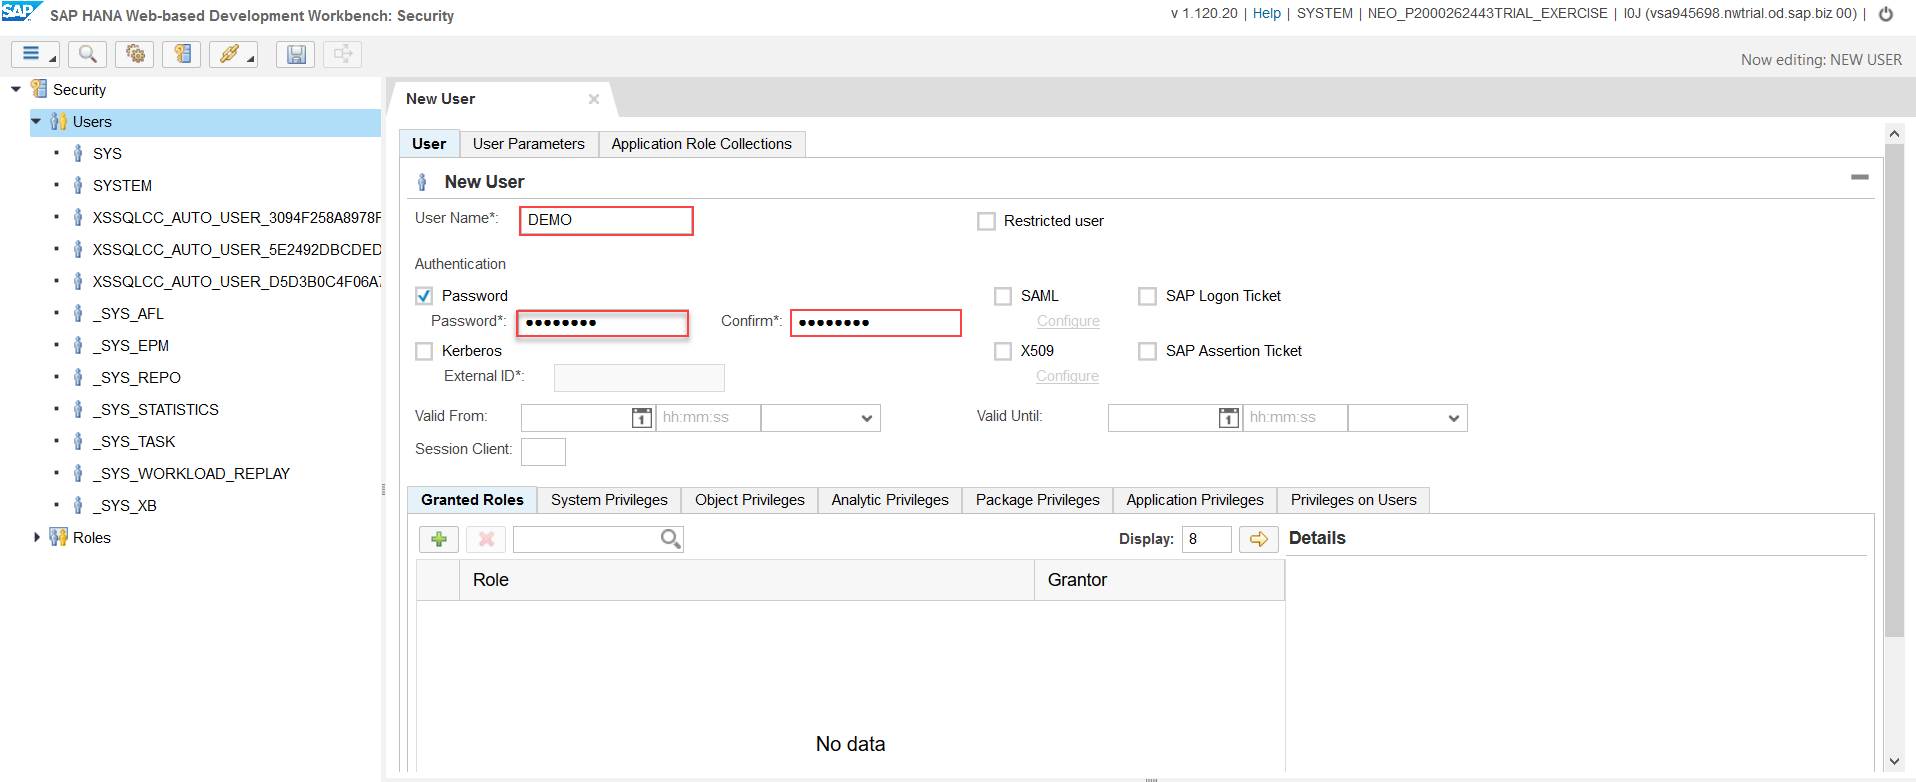 SAP SAP HANA Web-based Development Workbench: Security
v 1.120.20 | Help | SYSTEM | NEO_P2000262443TRIAL_EXERCISE | I0J (vsa945698.nwtrial.od.sap.biz 00) |
Now editing: NEW USER
Security
Users
SYS
SYSTEM
XSSQLCC_AUTO_USER_3094F258A8978F
XSSQLCC_AUTO_USER_5E2492DBCDED
XSSQLCC_AUTO_USER_D5D3B0C4F06A7
_SYS_AFL
_SYS_EPM
_SYS_REPO
_SYS_STATISTICS
_SYS_TASK
_SYS_WORKLOAD_REPLAY
_SYS_XB
Roles
New User
User User Parameters Application Role Collections
New User
User Name*: DEMO Restricted user
Authentication
Password SAML SAP Logon Ticket
Password*: ●●●●●●●● Confirm*: ●●●●●●●● Configure
Kerberos X509 SAP Assertion Ticket
External ID*: Configure
Valid From: 1 hh:mm:ss Valid Until: 1 hh:mm:ss
Session Client:
Granted Roles System Privileges Object Privileges Analytic Privileges Package Privileges Application Privileges Privileges on Users
Display: 8 Details
Role Grantor
No data